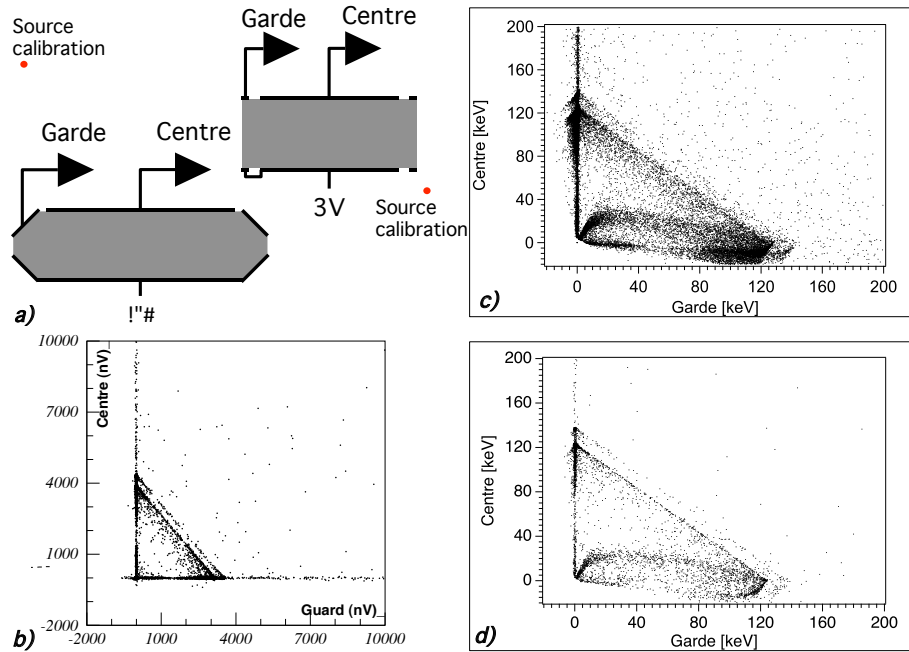 Source
calibration
Garde
Centre
Garde
Centre
3V
Source
calibration
!"#
a)
10000
7000
4000
1000
-2000
Centre (nV)
Guard (nV)
-2000
1000
4000
7000
10000
b)
200
160
120
80
40
0
Centre [keV]
0
40
80
120
160
200
Garde [keV]
c)
200
160
120
80
40
0
Centre [keV]
0
40
80
120
160
200
Garde [keV]
d)